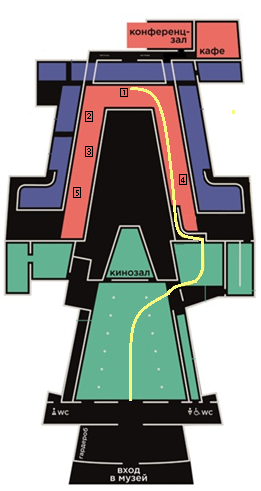 конференц-
зал
кафе
1
2
3
4
5
кинозал
wc
wc
гардероб
вход
в музей